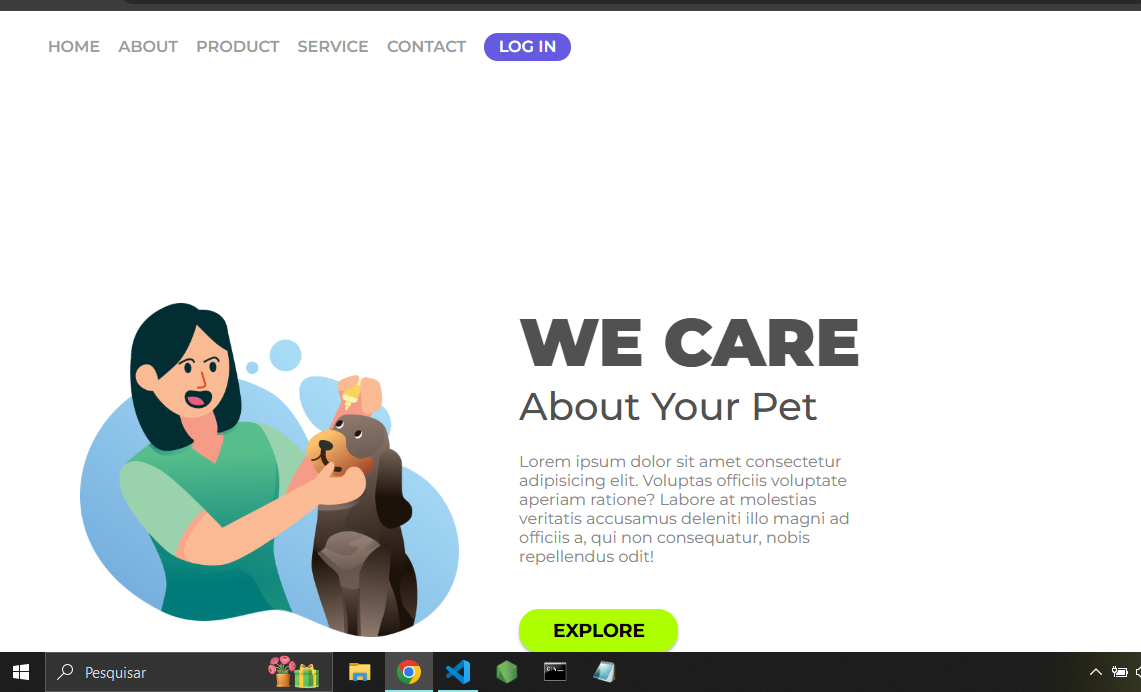 HOME ABOUT PRODUCT SERVICE CONTACT LOG IN
WE CARE
About Your Pet
Lorem ipsum dolor sit amet consectetur
adipisicing elit. Voluptas officiis voluptate
aperiam ratione? Labore at molestias
veritatis accusamus deleniti illo magni ad
officiis a, qui non consequatur, nobis
repellendus odit!
EXPLORE
Pesquisar